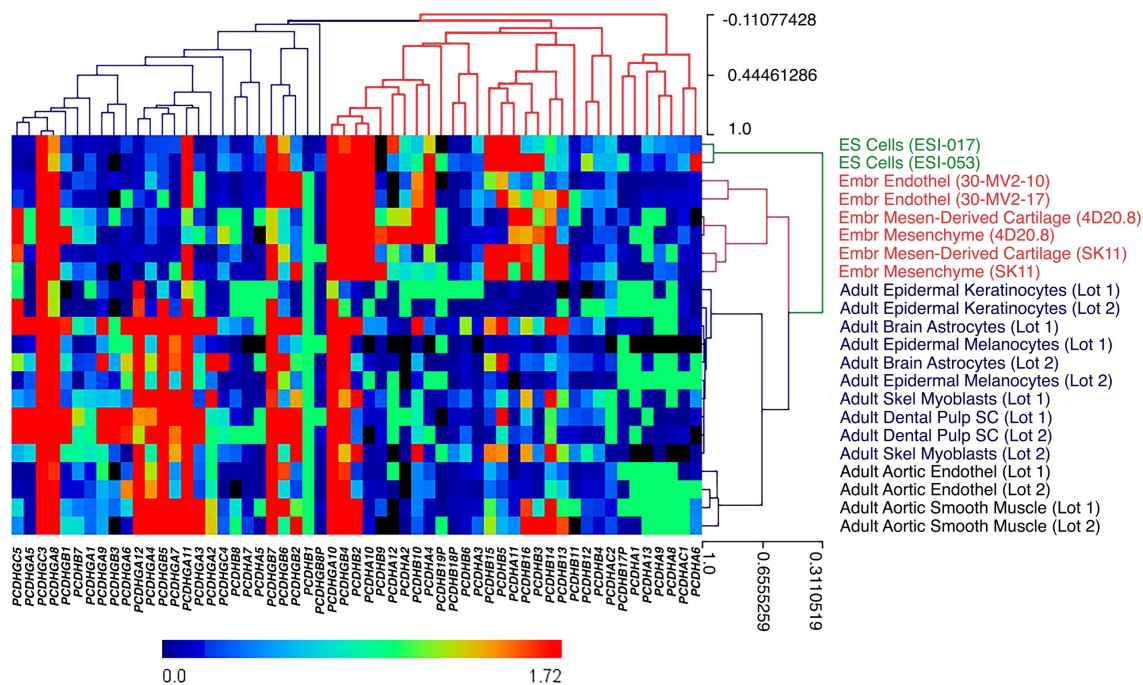 -0.11077428
0.44461286
1.0
ES Cells (ESI-017)
ES Cells (ESI-053)
Embr Endothel (30-MV2-10)
Embr Endothel (30-MV2-17)
Embr Mesen-Derived Cartilage (4D20.8)
Embr Mesenchyme (4D20.8)
Embr Mesen-Derived Cartilage (SK11)
Embr Mesenchyme (SK11)
Adult Epidermal Keratinocytes (Lot 1)
Adult Epidermal Keratinocytes (Lot 2)
Adult Brain Astrocytes (Lot 1)
Adult Epidermal Melanocytes (Lot 1)
Adult Brain Astrocytes (Lot 2)
Adult Epidermal Melanocytes (Lot 2)
Adult Skel Myoblasts (Lot 1)
Adult Dental Pulp SC (Lot 1)
Adult Dental Pulp SC (Lot 2)
Adult Skel Myoblasts (Lot 2)
Adult Aortic Endothel (Lot 1)
Adult Aortic Endothel (Lot 2)
Adult Aortic Smooth Muscle (Lot 1)
Adult Aortic Smooth Muscle (Lot 2)
PCDHGC5
PCDHGA5
PCDHGC3
PCDHGA8
PCDHGB1
PCDHB7
PCDHGA1
PCDHGA9
PCDHGB3
PCDHGA6
PCDHGA12
PCDHGA4
PCDHGB5
PCDHGA7
PCDHGA11
PCDHGA3
PCDHGA2
PCDHGC4
PCDHB8
PCDHA7
PCDHA5
PCDHGB7
PCDHGB6
PCDHGB2
PCDHB1
PCDHA3
PCDHGB8P
PCDHGA10
PCDHGB4
PCDHB2
PCDHA10
PCDHB9
PCDHA12
PCDHA2
PCDHB10
PCDHA4
PCDHB19P
PCDHB18P
PCDHB6
PCDHA3
PCDHB15
PCDHB5
PCDHA11
PCDHB16
PCDHB3
PCDHB14
PCDHB13
PCDHB11
PCDHB12
PCDHB4
PCDHAC2
PCDHB17P
PCDHA1
PCDHA13
PCDHA9
PCDHA8
PCDHAC1
PCDHA6
1.0
0.6555259
0.3110519
0.0
1.72